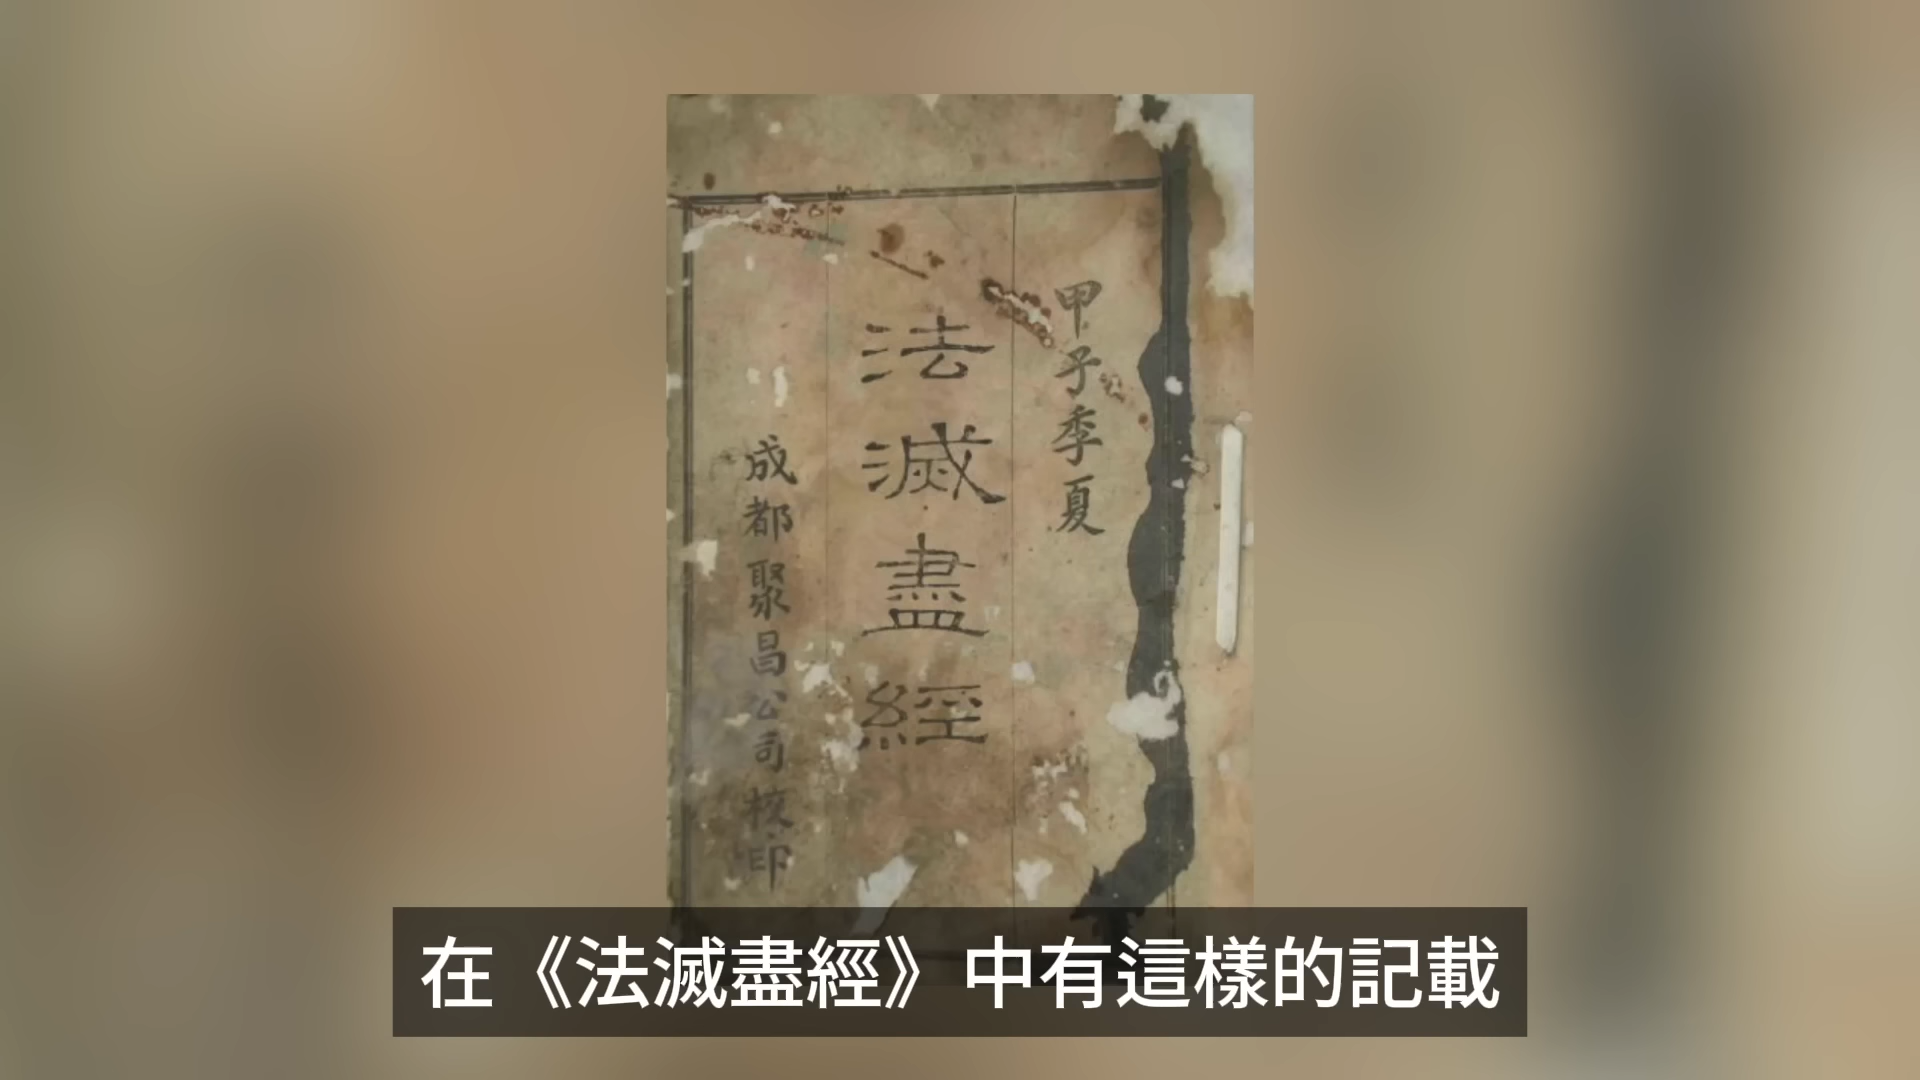 甲子季夏
法滅盡經
成都聚昌公司校印
在《法滅盡經》中有這樣的記載